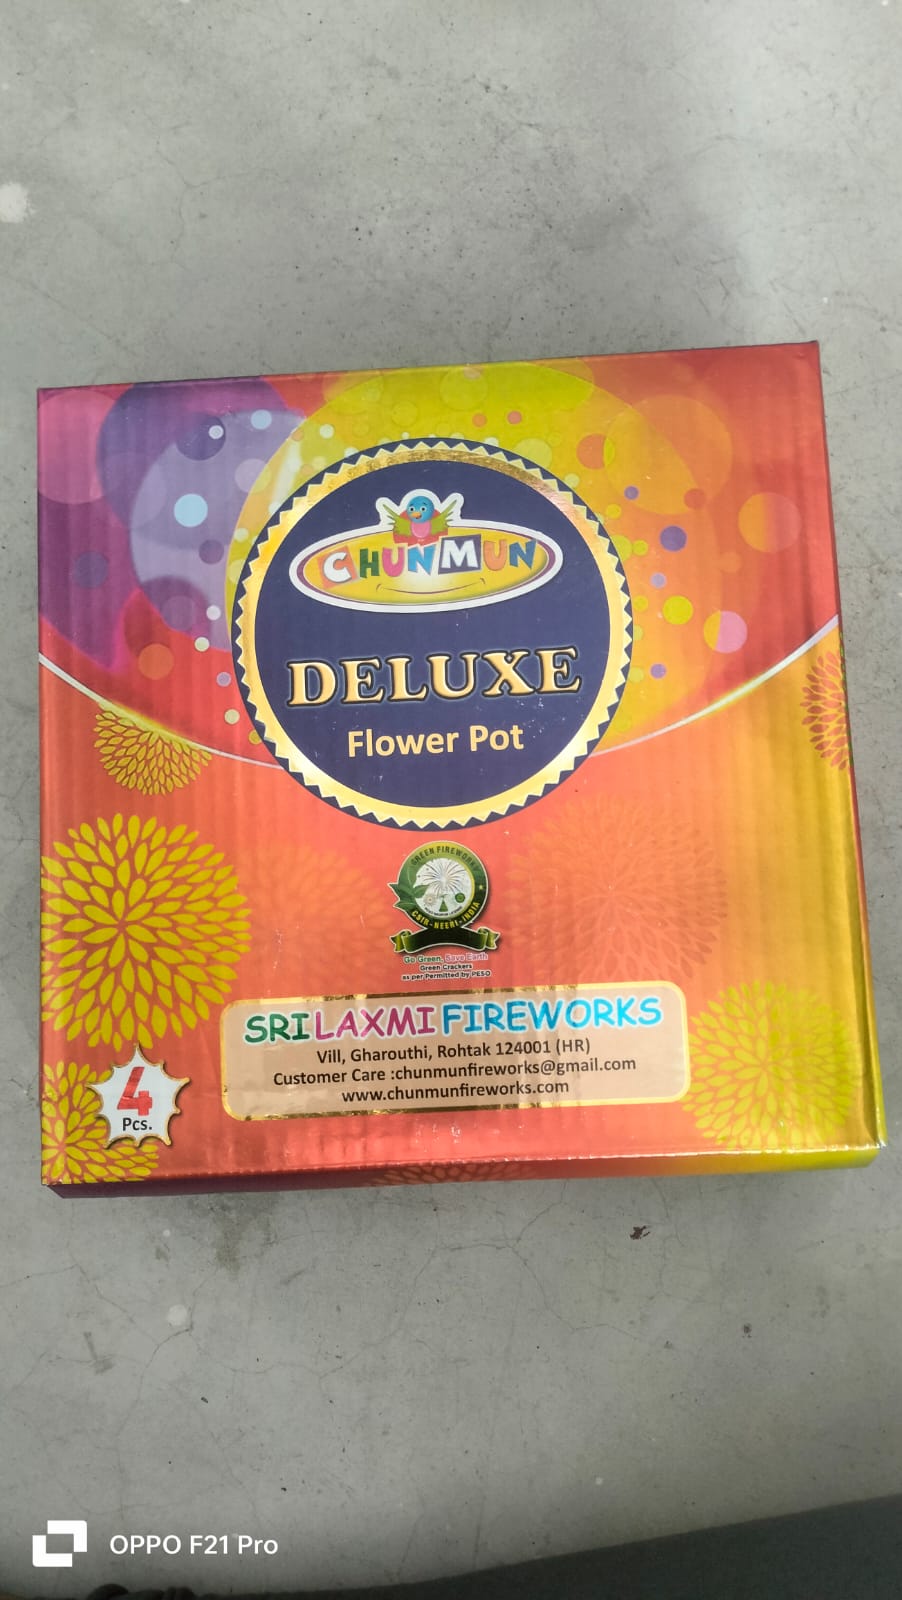 CHUNMUN
DELUXE
Flower Pot
GREEN FIREWORKS
CSIR-NEERI-INDIA
Go Green, Save Earth
Green Crackers
as per Permitted by PESO
SRI LAXMI FIREWORKS
Vill, Gharouthi, Rohtak 124001 (HR)
Customer Care :chunmunfireworks@gmail.com
www.chunmunfireworks.com
4
Pcs.
OPPO F21 Pro